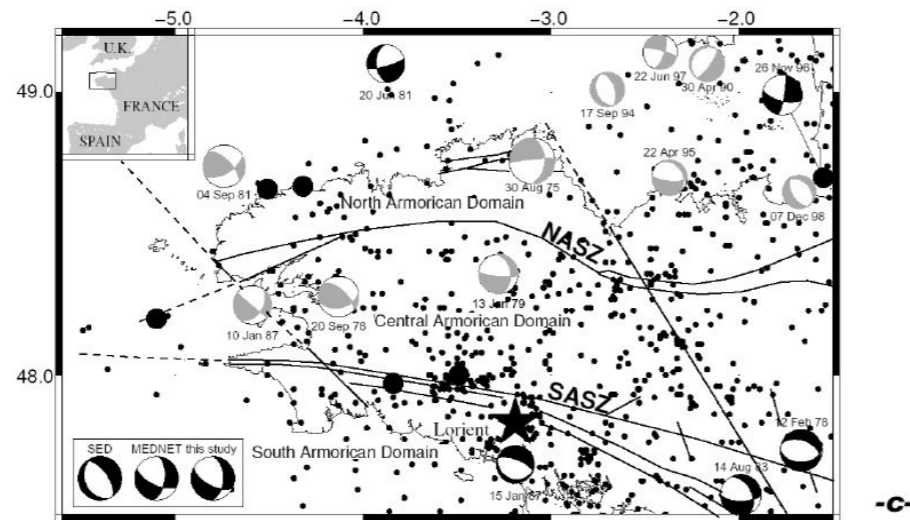 -5.0 -4.0 -3.0 -2.0
U.K.
FRANCE
SPAIN
49.0
48.0
20 Jun 81
22 Jun 97
30 Apr 90
26 Nov 96
17 Sep 94
04 Sep 81
30 Aug 75
22 Apr 95
07 Dec 98
North Armorican Domain
NASZ
13 Jan 79
10 Jan 87
20 Sep 78
Central Armorican Domain
SASZ
Lorient
12 Feb 78
South Armorican Domain
14 Aug 83
SED MEDNET this study
-c-